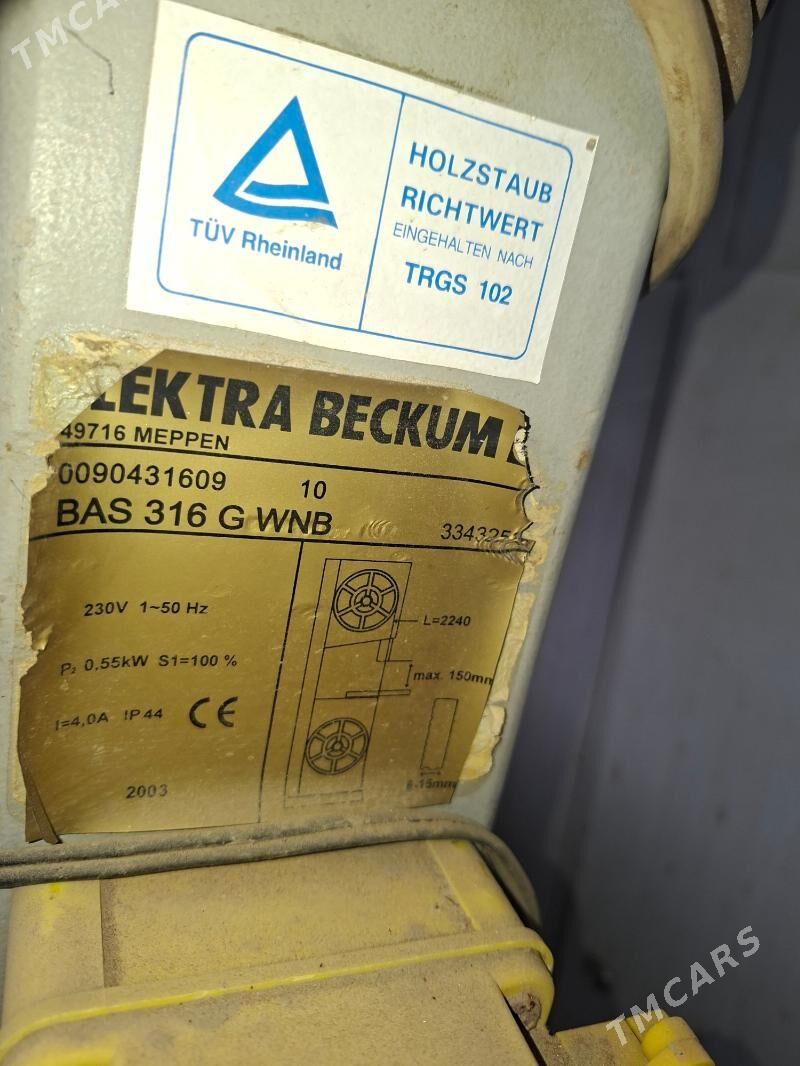 TMCARS
TÜV Rheinland
HOLZSTAUB
RICHTWERT
EINGEHALTEN NACH
TRGS 102
LEKTRA BECKUM
49716 MEPPEN
0090431609 10
BAS 316 G WNB
230V 1~50 Hz
L=2240
P₂ 0,55kW S1=100 %
max. 150mm
I=4,0A IP44 CE
2003
TMCARS